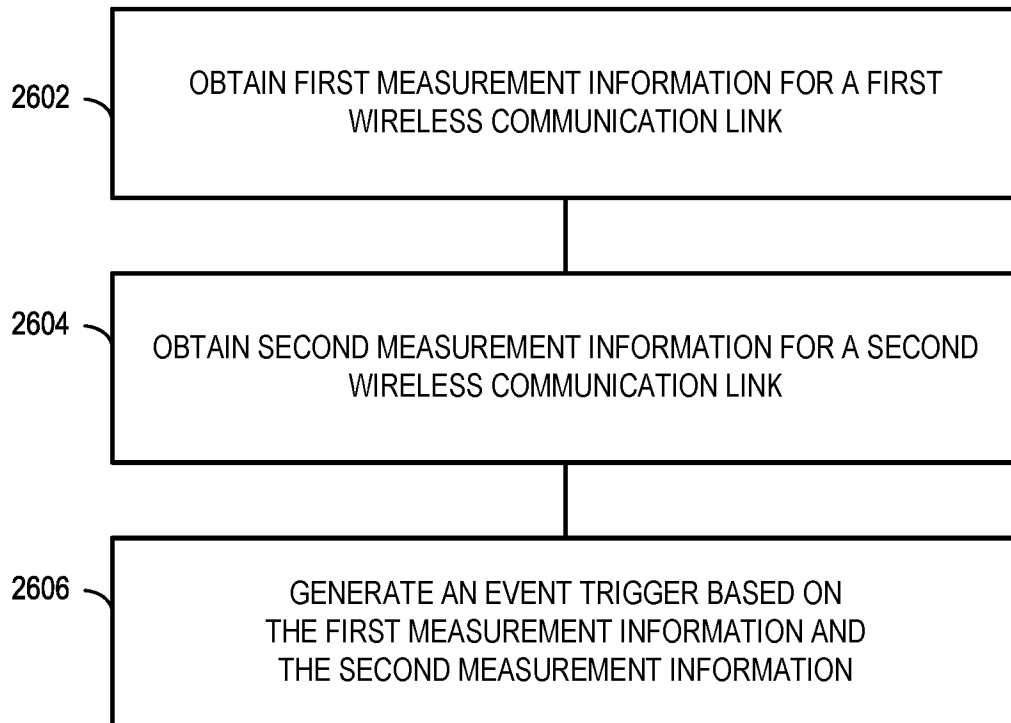 2602
OBTAIN FIRST MEASUREMENT INFORMATION FOR A FIRST
WIRELESS COMMUNICATION LINK
2604
OBTAIN SECOND MEASUREMENT INFORMATION FOR A SECOND
WIRELESS COMMUNICATION LINK
2606
GENERATE AN EVENT TRIGGER BASED ON
THE FIRST MEASUREMENT INFORMATION AND
THE SECOND MEASUREMENT INFORMATION